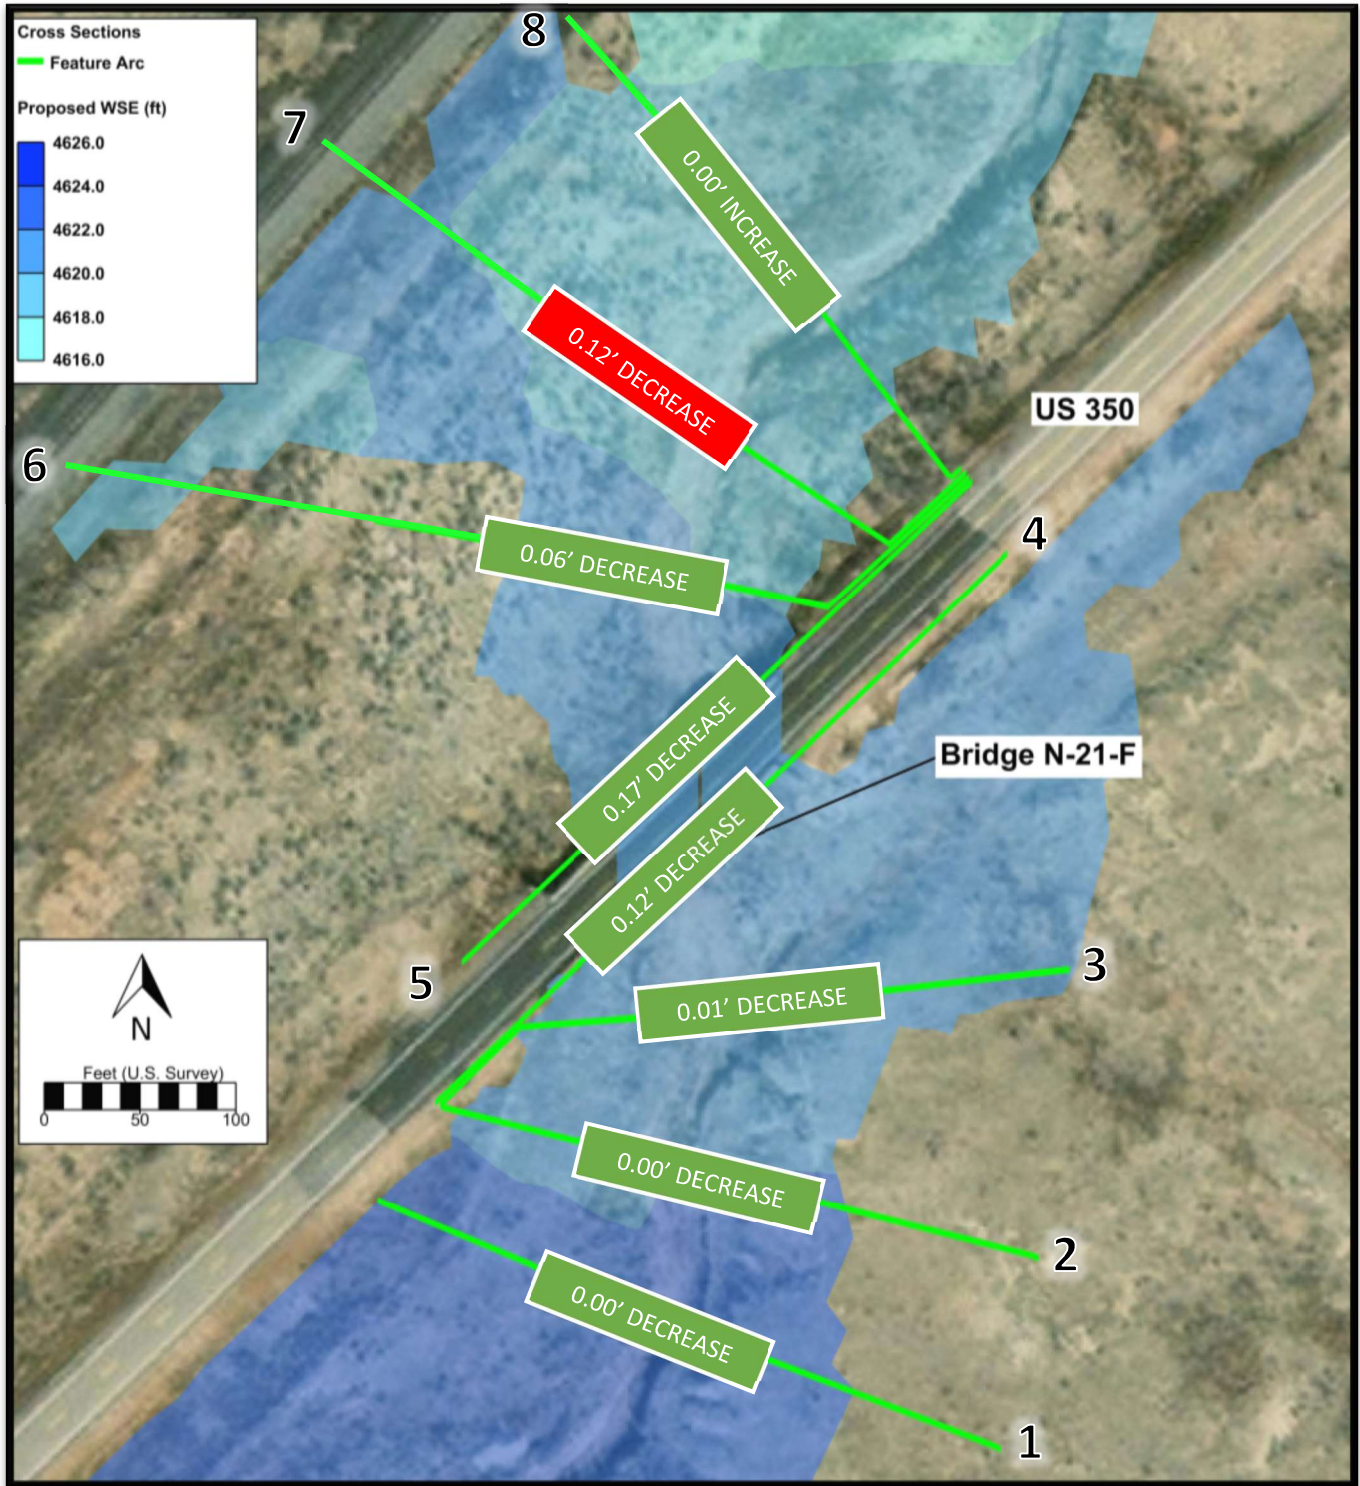 Cross Sections
Feature Arc
Proposed WSE (ft)
4626.0
4624.0
4622.0
4620.0
4618.0
4616.0
8
7
0.00’ INCREASE
0.12’ DECREASE
US 350
6
4
0.06’ DECREASE
0.17’ DECREASE
Bridge N-21-F
0.12’ DECREASE
5
3
0.01’ DECREASE
N
Feet (U.S. Survey)
0 50 100
0.00’ DECREASE
2
0.00’ DECREASE
1